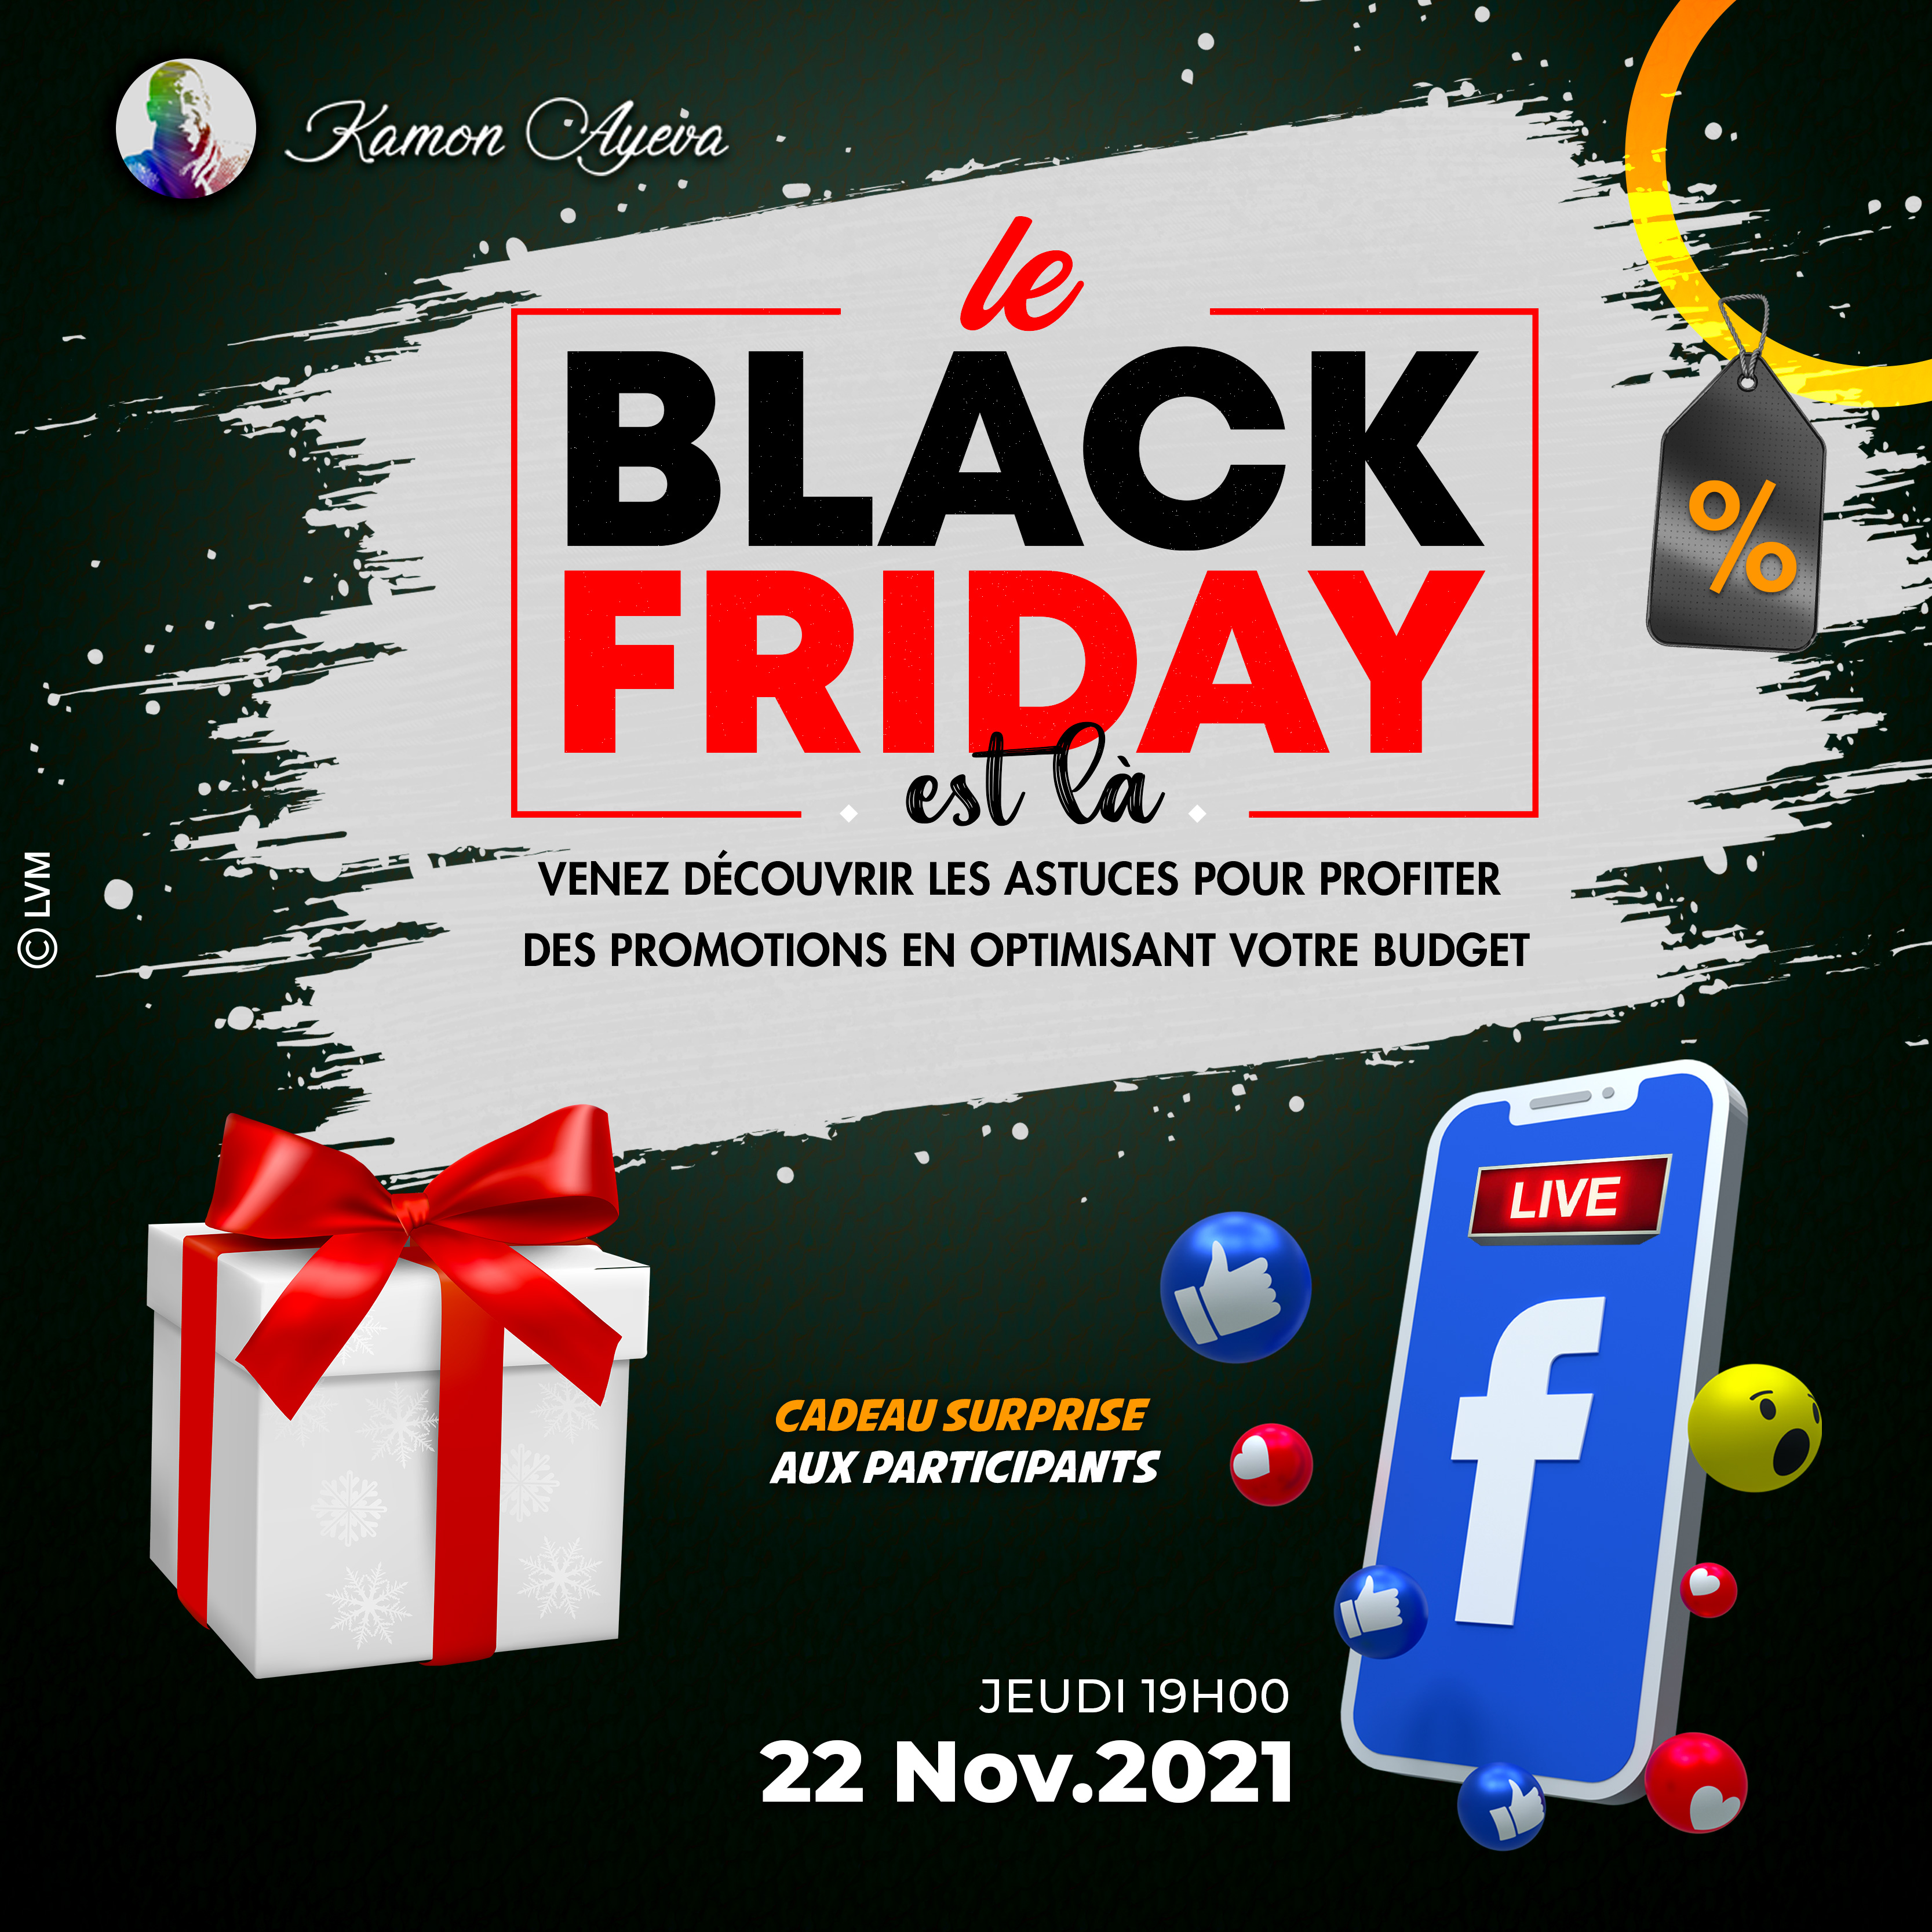 Kamon Ayeva
le
BLACK
FRIDAY
est là
VENEZ DÉCOUVRIR LES ASTUCES POUR PROFITER
DES PROMOTIONS EN OPTIMISANT VOTRE BUDGET
%
© LVM
LIVE
f
CADEAU SURPRISE
AUX PARTICIPANTS
JEUDI 19H00
22 Nov.2021